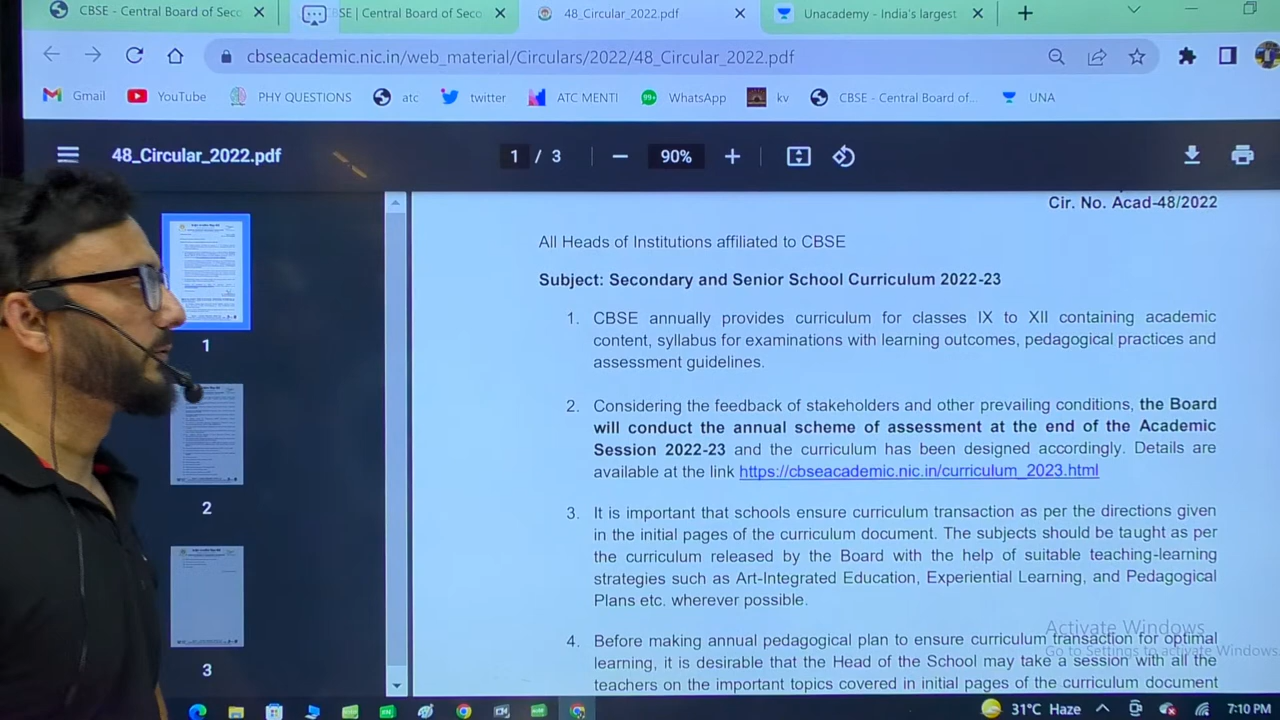 CBSE - Central Board of Seco
BSE | Central Board of Seco
48_Circular_2022.pdf
Unacademy - India's largest
cbseacademic.nic.in/web_material/Circulars/2022/48_Circular_2022.pdf
Gmail
YouTube
PHY QUESTIONS
atc
twitter
ATC MENTI
99+
WhatsApp
kv
CBSE - Central Board of...
UNA
48_Circular_2022.pdf
1 / 3
90%
1
2
3
Cir. No. Acad-48/2022
All Heads of Institutions affiliated to CBSE
Subject: Secondary and Senior School Curriculum 2022-23
1. CBSE annually provides curriculum for classes IX to XII containing academic
content, syllabus for examinations with learning outcomes, pedagogical practices and
assessment guidelines.
2. Considering the feedback of stakeholders and other prevailing conditions, the Board
will conduct the annual scheme of assessment at the end of the Academic
Session 2022-23 and the curriculum has been designed accordingly. Details are
available at the link https://cbseacademic.nic.in/curriculum_2023.html
3. It is important that schools ensure curriculum transaction as per the directions given
in the initial pages of the curriculum document. The subjects should be taught as per
the curriculum released by the Board with the help of suitable teaching-learning
strategies such as Art-Integrated Education, Experiential Learning, and Pedagogical
Plans etc. wherever possible.
4. Before making annual pedagogical plan to ensure curriculum transaction for optimal
learning, it is desirable that the Head of the School may take a session with all the
teachers on the important topics covered in initial pages of the curriculum document
Activate Windows
Go to Settings to activate Windows
31°C Haze
7:10 PM